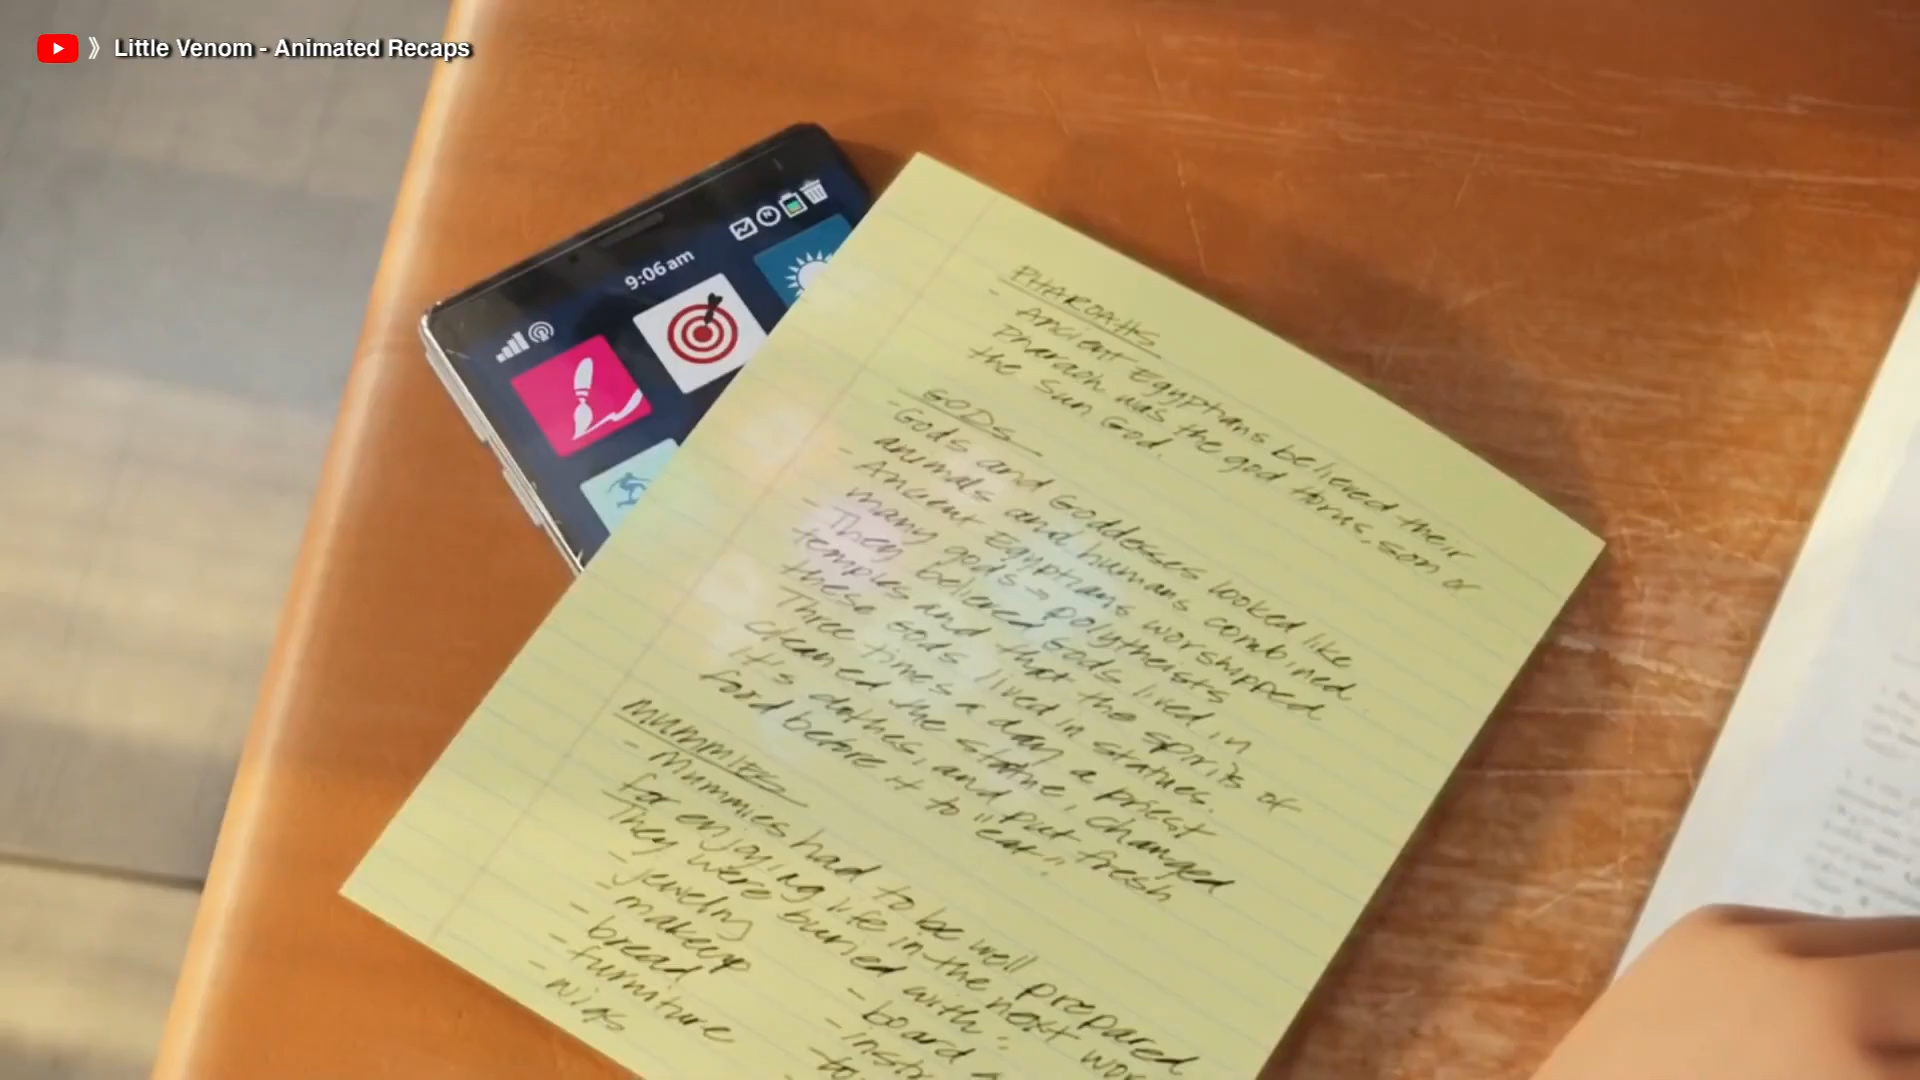 Little Venom - Animated Recaps
9:06am
PHAROAHS
- Ancient Egyptians believed their
Pharaoh was the god Horus, son of
the Sun God.
GODS
- Gods and Goddesses looked like
animals and humans combined.
- Ancient Egyptians worshipped
many gods = polytheists
- They believed Gods lived in
temples and that the spirits of
these Gods lived in statues.
Three times a day a priest
cleaned the statue, changed
it's clothes, and put fresh
food before it to "eat".
MUMMIES
- Mummies had to be well prepared
for enjoying life in the next
They were buried with:
- jewelry
- makeup
- bread
- furniture
- wigs
- board